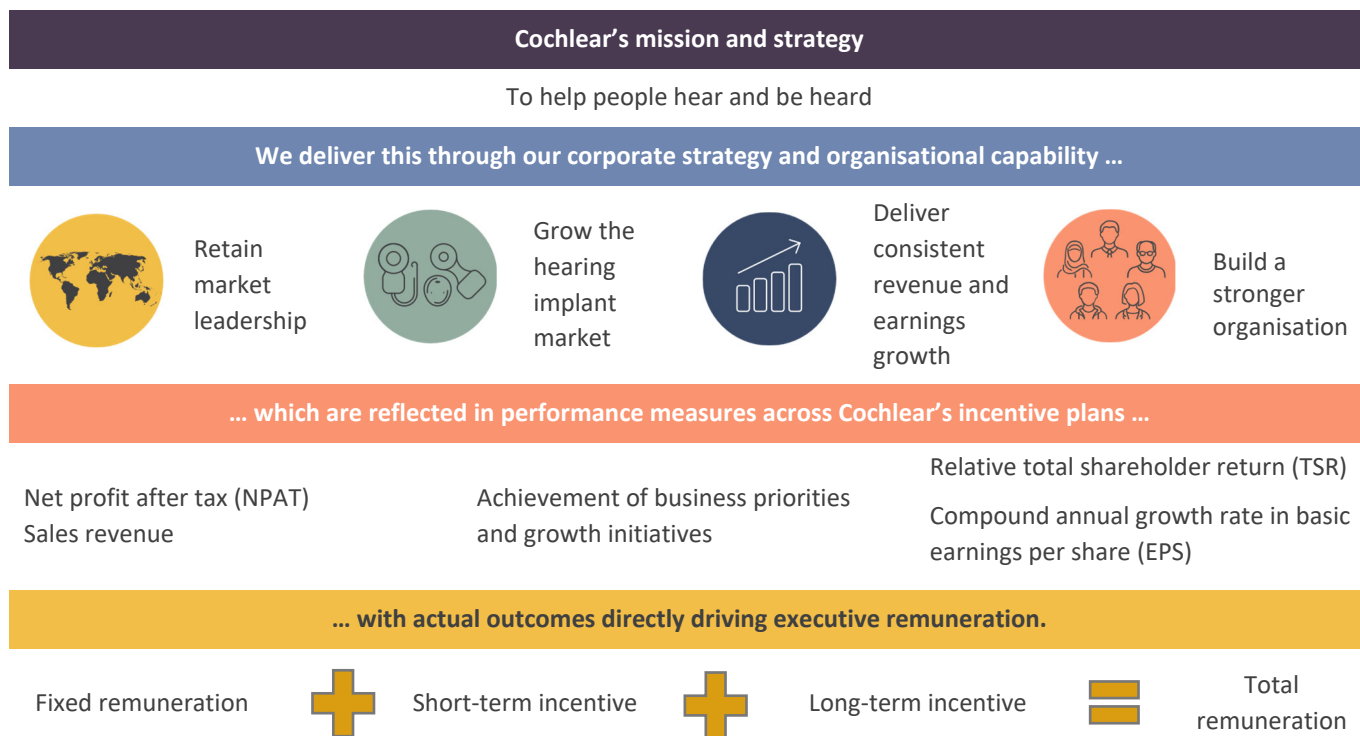 Cochlear’s mission and strategy
To help people hear and be heard
We deliver this through our corporate strategy and organisational capability …
Retain
market
leadership
Grow the
hearing
implant
market
Deliver
consistent
revenue and
earnings
growth
Build a
stronger
organisation
… which are reflected in performance measures across Cochlear’s incentive plans …
Net profit after tax (NPAT)
Sales revenue
Achievement of business priorities
and growth initiatives
Relative total shareholder return (TSR)
Compound annual growth rate in basic
earnings per share (EPS)
… with actual outcomes directly driving executive remuneration.
Fixed remuneration
Short-term incentive
Long-term incentive
Total
remuneration